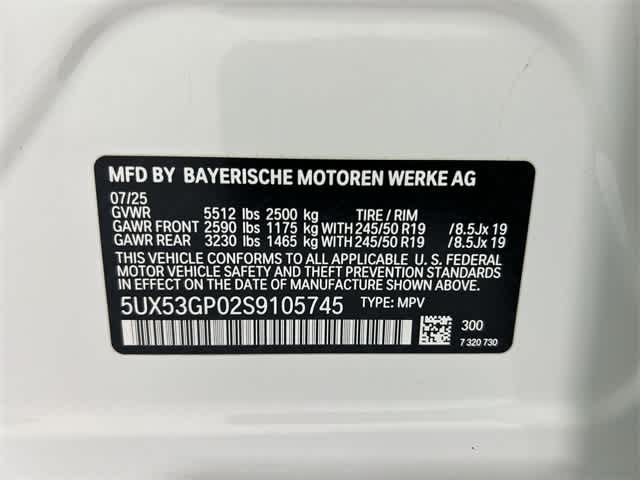 MFD BY BAYERISCHE MOTOREN WERKE AG
07/25
GVWR 5512 lbs 2500 kg TIRE / RIM
GAWR FRONT 2590 lbs 1175 kg WITH 245/50 R19 /8.5Jx 19
GAWR REAR 3230 lbs 1465 kg WITH 245/50 R19 /8.5Jx 19
THIS VEHICLE CONFORMS TO ALL APPLICABLE U.S. FEDERAL
MOTOR VEHICLE SAFETY AND THEFT PREVENTION STANDARDS
IN EFFECT ON THE DATE OF MANUFACTURE SHOWN ABOVE.
5UX53GP02S9105745 TYPE: MPV
300
7 320 730